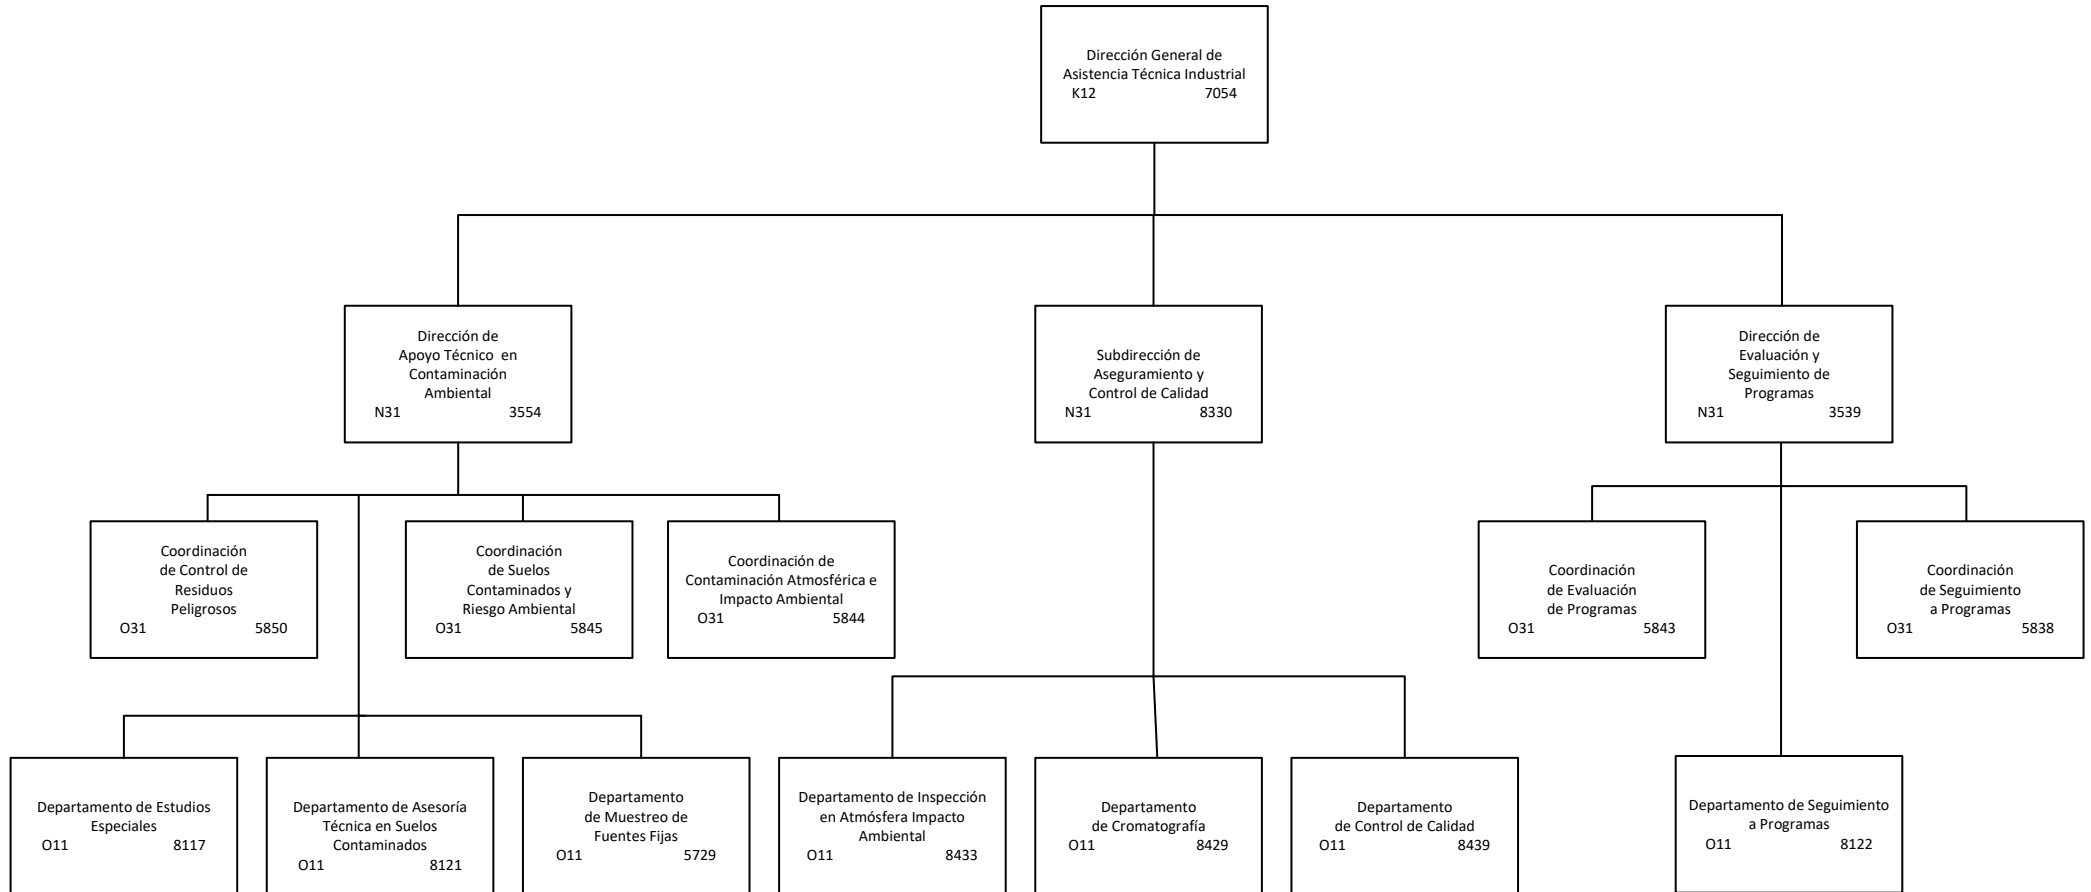 Dirección General de
Asistencia Técnica Industrial
K12 7054
Dirección de
Apoyo Técnico en
Contaminación
Ambiental
N31 3554
Subdirección de
Aseguramiento y
Control de Calidad
N31 8330
Dirección de
Evaluación y
Seguimiento de
Programas
N31 3539
Coordinación
de Control de
Residuos
Peligrosos
O31 5850
Coordinación
de Suelos
Contaminados y
Riesgo Ambiental
O31 5845
Coordinación de
Contaminación Atmosférica e
Impacto Ambiental
O31 5844
Coordinación
de Evaluación
de Programas
O31 5843
Coordinación
de Seguimiento
a Programas
O31 5838
Departamento de Estudios
Especiales
O11 8117
Departamento de Asesoría
Técnica en Suelos
Contaminados
O11 8121
Departamento
de Muestreo de
Fuentes Fijas
O11 5729
Departamento de Inspección
en Atmósfera Impacto
Ambiental
O11 8433
Departamento
de Cromatografía
O11 8429
Departamento
de Control de Calidad
O11 8439
Departamento de Seguimiento
a Programas
O11 8122